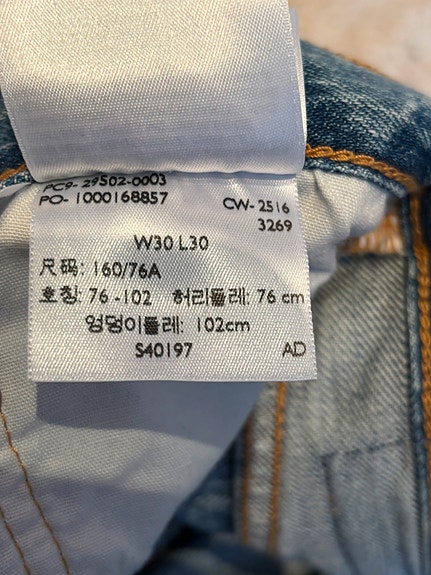 PC9- 29502-0003
PO- 1000168857
CW- 2516
3269
W30 L30
尺码: 160/76A
호칭: 76 -102 허리둘레: 76 cm
엉덩이둘레: 102cm
S40197 AD